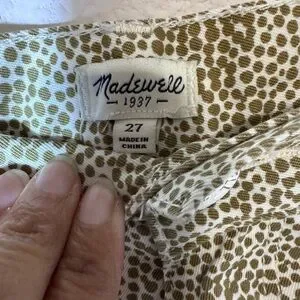 Madewell
— 1937 —
27
MADE IN
CHINA